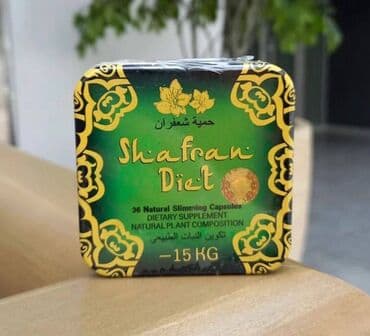 حمية شعفران
Shafran
Diet
36 Natural Slimming Capsules
DIETARY SUPPLEMENT
NATURAL PLANT COMPOSITION
تكوين النبات الطبيعي
–15 KG